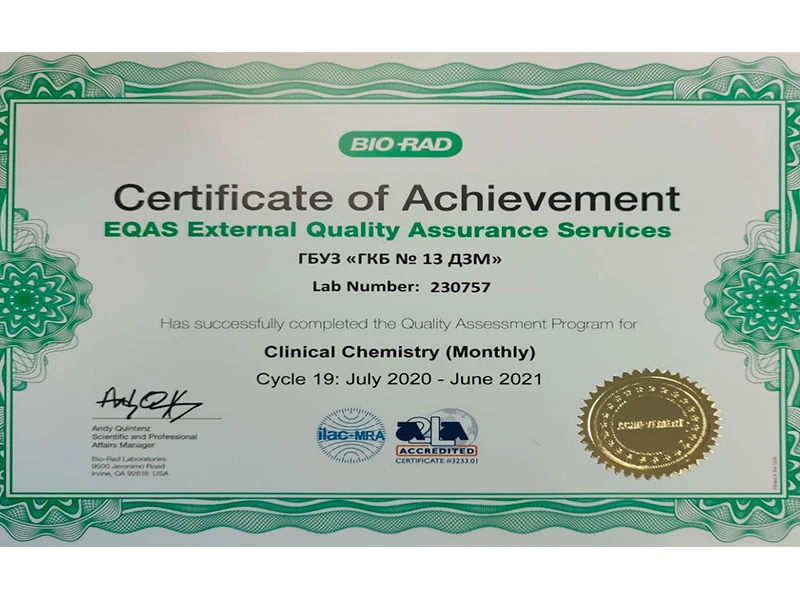 BIO-RAD
Certificate of Achievement
EQAS External Quality Assurance Services
ГБУЗ «ГКБ № 13 ДЗМ»
Lab Number: 230757
Has successfully completed the Quality Assessment Program for
Clinical Chemistry (Monthly)
Cycle 19: July 2020 - June 2021
Andy Quintenz
Scientific and Professional
Affairs Manager
Bio-Rad Laboratories
9500 Jeronimo Road
Irvine, CA 92618 USA
ilac-MRA
A2LA
ACCREDITED
CERTIFICATE #3233.01
ACHIEVEMENT